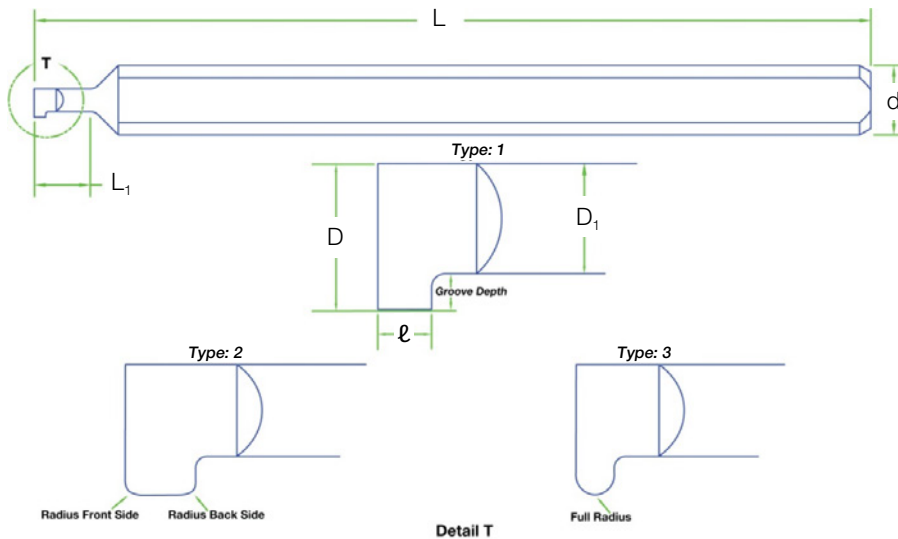 L
T
d
L₁
Type: 1
D
D₁
Groove Depth
ℓ
Type: 2
Type: 3
Radius Front Side
Radius Back Side
Full Radius
Detail T